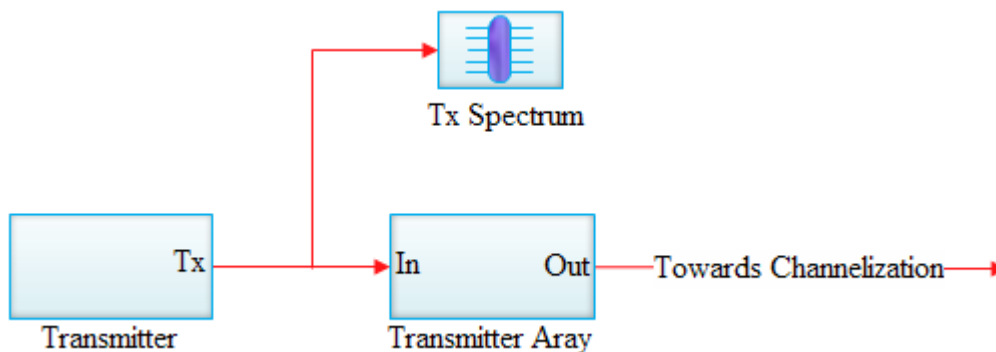 Tx Spectrum
Tx
In
Out
Towards Channelization
Transmitter
Transmitter Aray